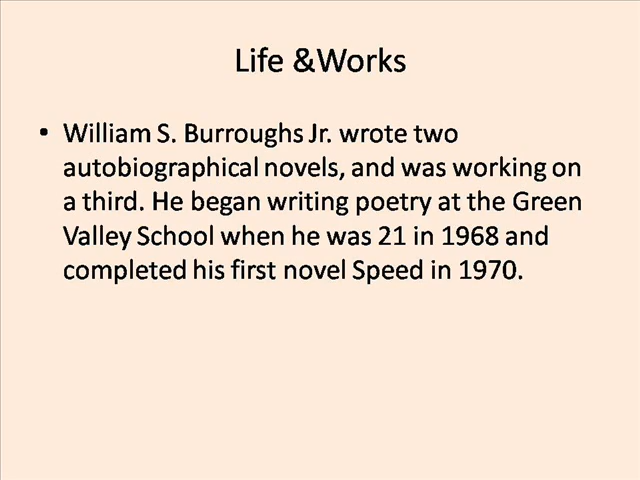 Life &Works
• William S. Burroughs Jr. wrote two
autobiographical novels, and was working on
a third. He began writing poetry at the Green
Valley School when he was 21 in 1968 and
completed his first novel Speed in 1970.